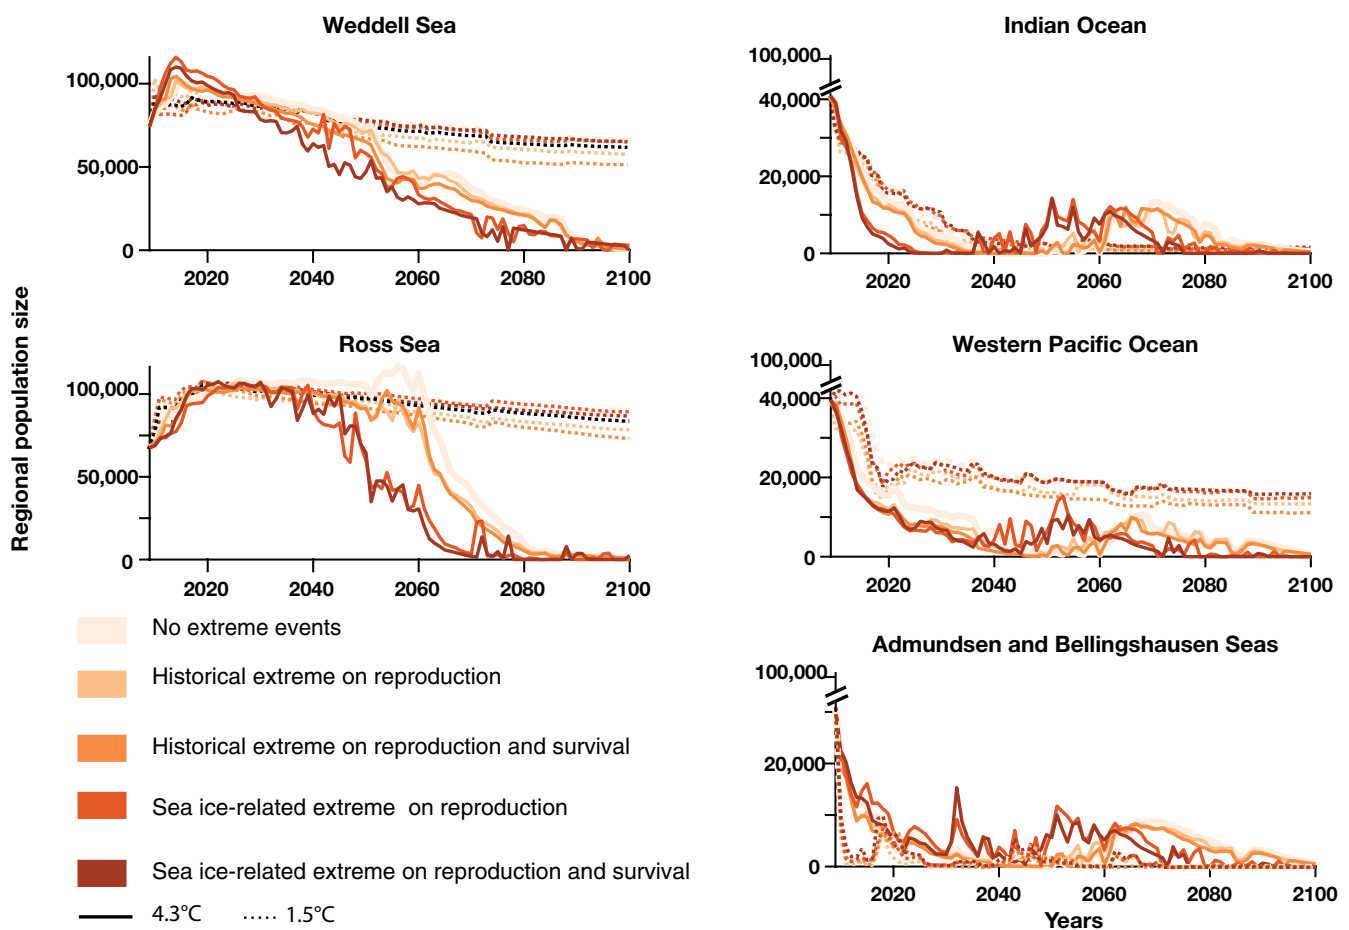 Weddell Sea
100,000
50,000
0
2020 2040 2060 2080 2100
Indian Ocean
100,000
40,000
20,000
0
2020 2040 2060 2080 2100
Regional population size
Ross Sea
100,000
50,000
0
2020 2040 2060 2080 2100
Western Pacific Ocean
100,000
40,000
20,000
0
2020 2040 2060 2080 2100
No extreme events
Historical extreme on reproduction
Historical extreme on reproduction and survival
Sea ice-related extreme on reproduction
Sea ice-related extreme on reproduction and survival
4.3°C 1.5°C
Admundsen and Bellingshausen Seas
100,000
20,000
0
2020 2040 2060 2080 2100
Years